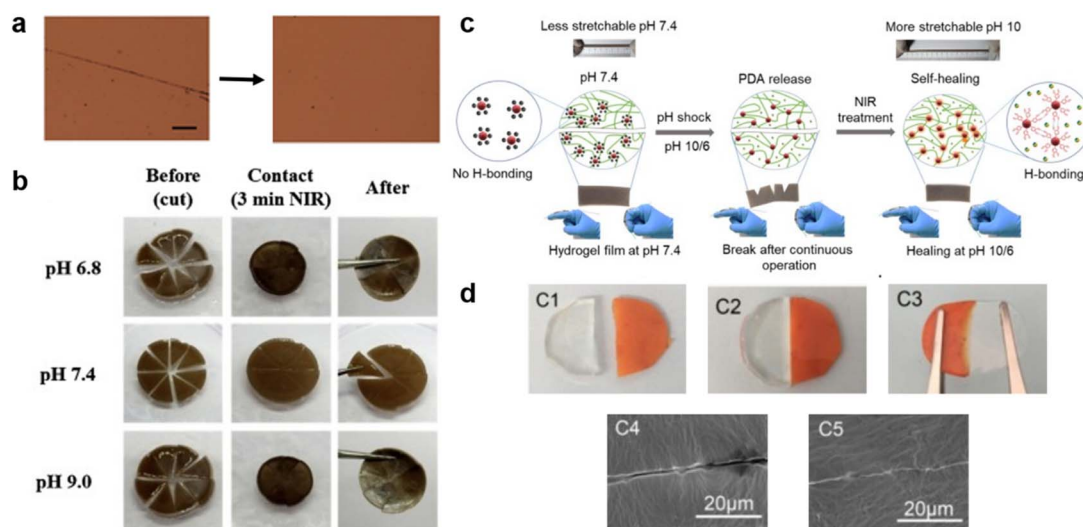 a
b
Before
(cut)
Contact
(3 min NIR)
After
pH 6.8
pH 7.4
pH 9.0
c
Less stretchable pH 7.4
More stretchable pH 10
pH 7.4
PDA release
Self-healing
pH shock
pH 10/6
NIR
treatment
No H-bonding
H-bonding
Hydrogel film at pH 7.4
Break after continuous
operation
Healing at pH 10/6
d
C1
C2
C3
C4
20μm
C5
20μm